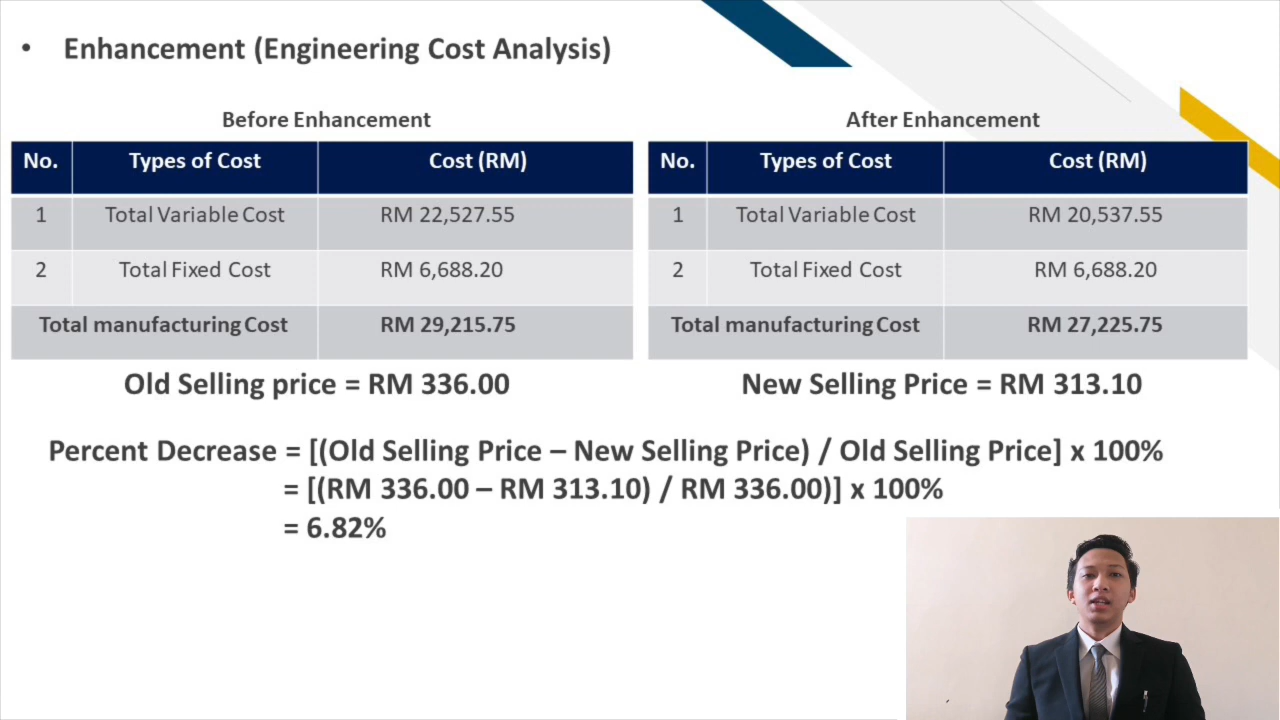 • Enhancement (Engineering Cost Analysis)
Before Enhancement
No. Types of Cost Cost (RM)
1 Total Variable Cost RM 22,527.55
2 Total Fixed Cost RM 6,688.20
Total manufacturing Cost RM 29,215.75
Old Selling price = RM 336.00
After Enhancement
No. Types of Cost Cost (RM)
1 Total Variable Cost RM 20,537.55
2 Total Fixed Cost RM 6,688.20
Total manufacturing Cost RM 27,225.75
New Selling Price = RM 313.10
Percent Decrease = [(Old Selling Price – New Selling Price) / Old Selling Price] x 100%
= [(RM 336.00 – RM 313.10) / RM 336.00)] x 100%
= 6.82%